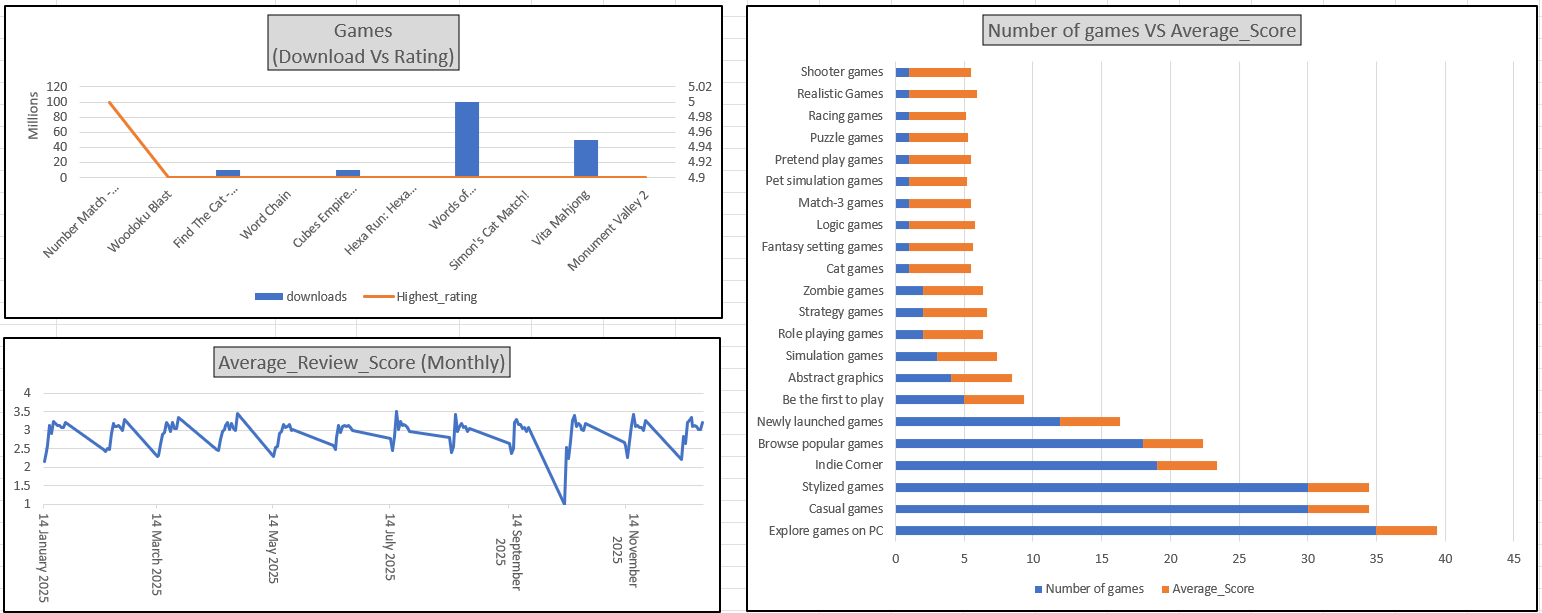 Games
(Download Vs Rating)
Millions
120
100
80
60
40
20
0
5.02
5
4.98
4.96
4.94
4.92
4.9
Number Match -...
Woodoku Blast
Find The Cat -...
Word Chain
Cubes Empire...
Hexa Run: Hexa...
Words of...
Simon's Cat Match!
Vita Mahjong
Monument Valley 2
downloads
Highest_rating
Average_Review_Score (Monthly)
4
3.5
3
2.5
2
1.5
1
14 January 2025
14 March 2025
14 May 2025
14 July 2025
14 September
2025
14 November
2025
Number of games VS Average_Score
Shooter games
Realistic Games
Racing games
Puzzle games
Pretend play games
Pet simulation games
Match-3 games
Logic games
Fantasy setting games
Cat games
Zombie games
Strategy games
Role playing games
Simulation games
Abstract graphics
Be the first to play
Newly launched games
Browse popular games
Indie Corner
Stylized games
Casual games
Explore games on PC
0 5 10 15 20 25 30 35 40 45
Number of games
Average_Score